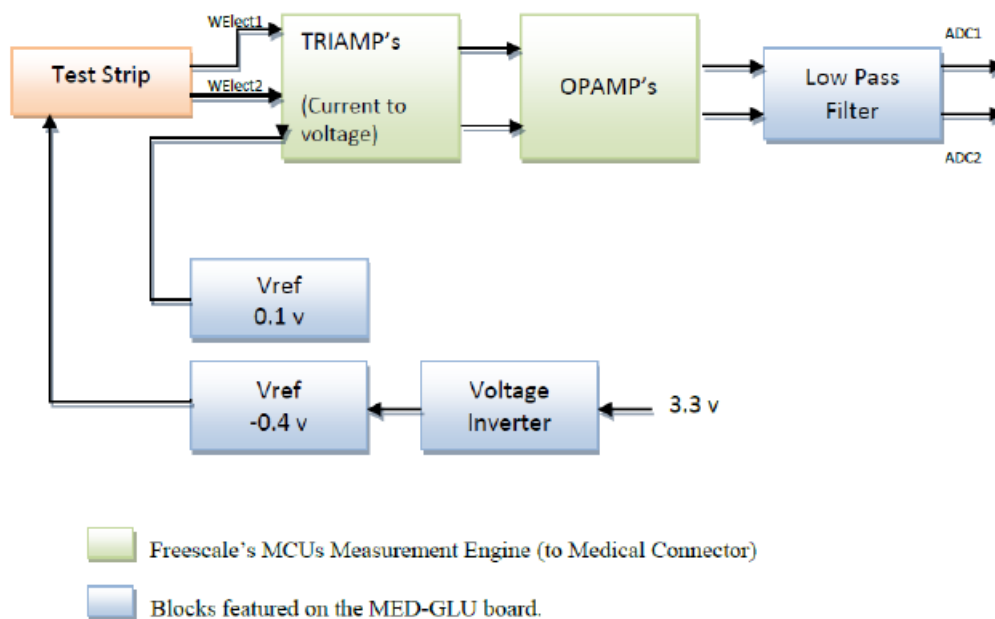 WElect1
WElect2
Test Strip
TRIAMP's
(Current to
voltage)
OPAMP's
Low Pass
Filter
ADC1
ADC2
Vref
0.1 v
Vref
-0.4 v
Voltage
Inverter
3.3 v
Freescale's MCUs Measurement Engine (to Medical Connector)
Blocks featured on the MED-GLU board.